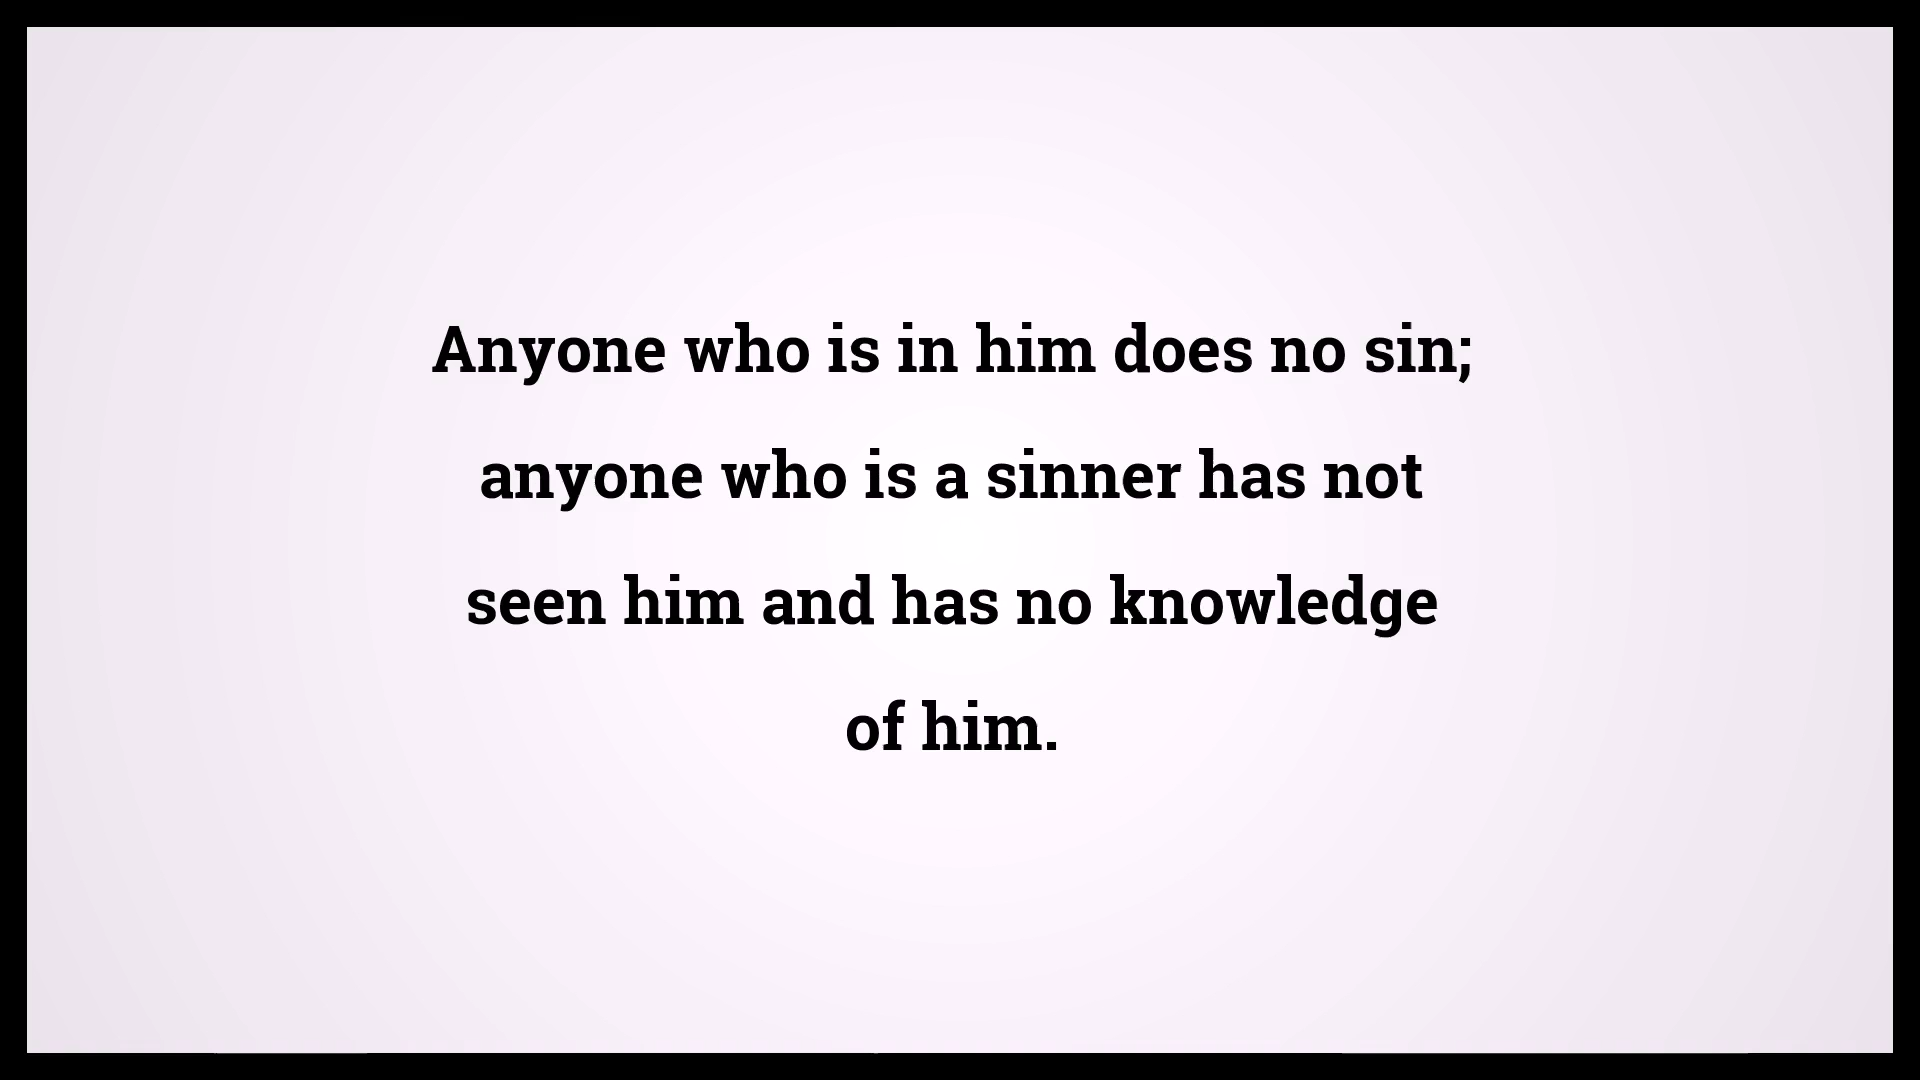 Anyone who is in him does no sin;
anyone who is a sinner has not
seen him and has no knowledge
of him.